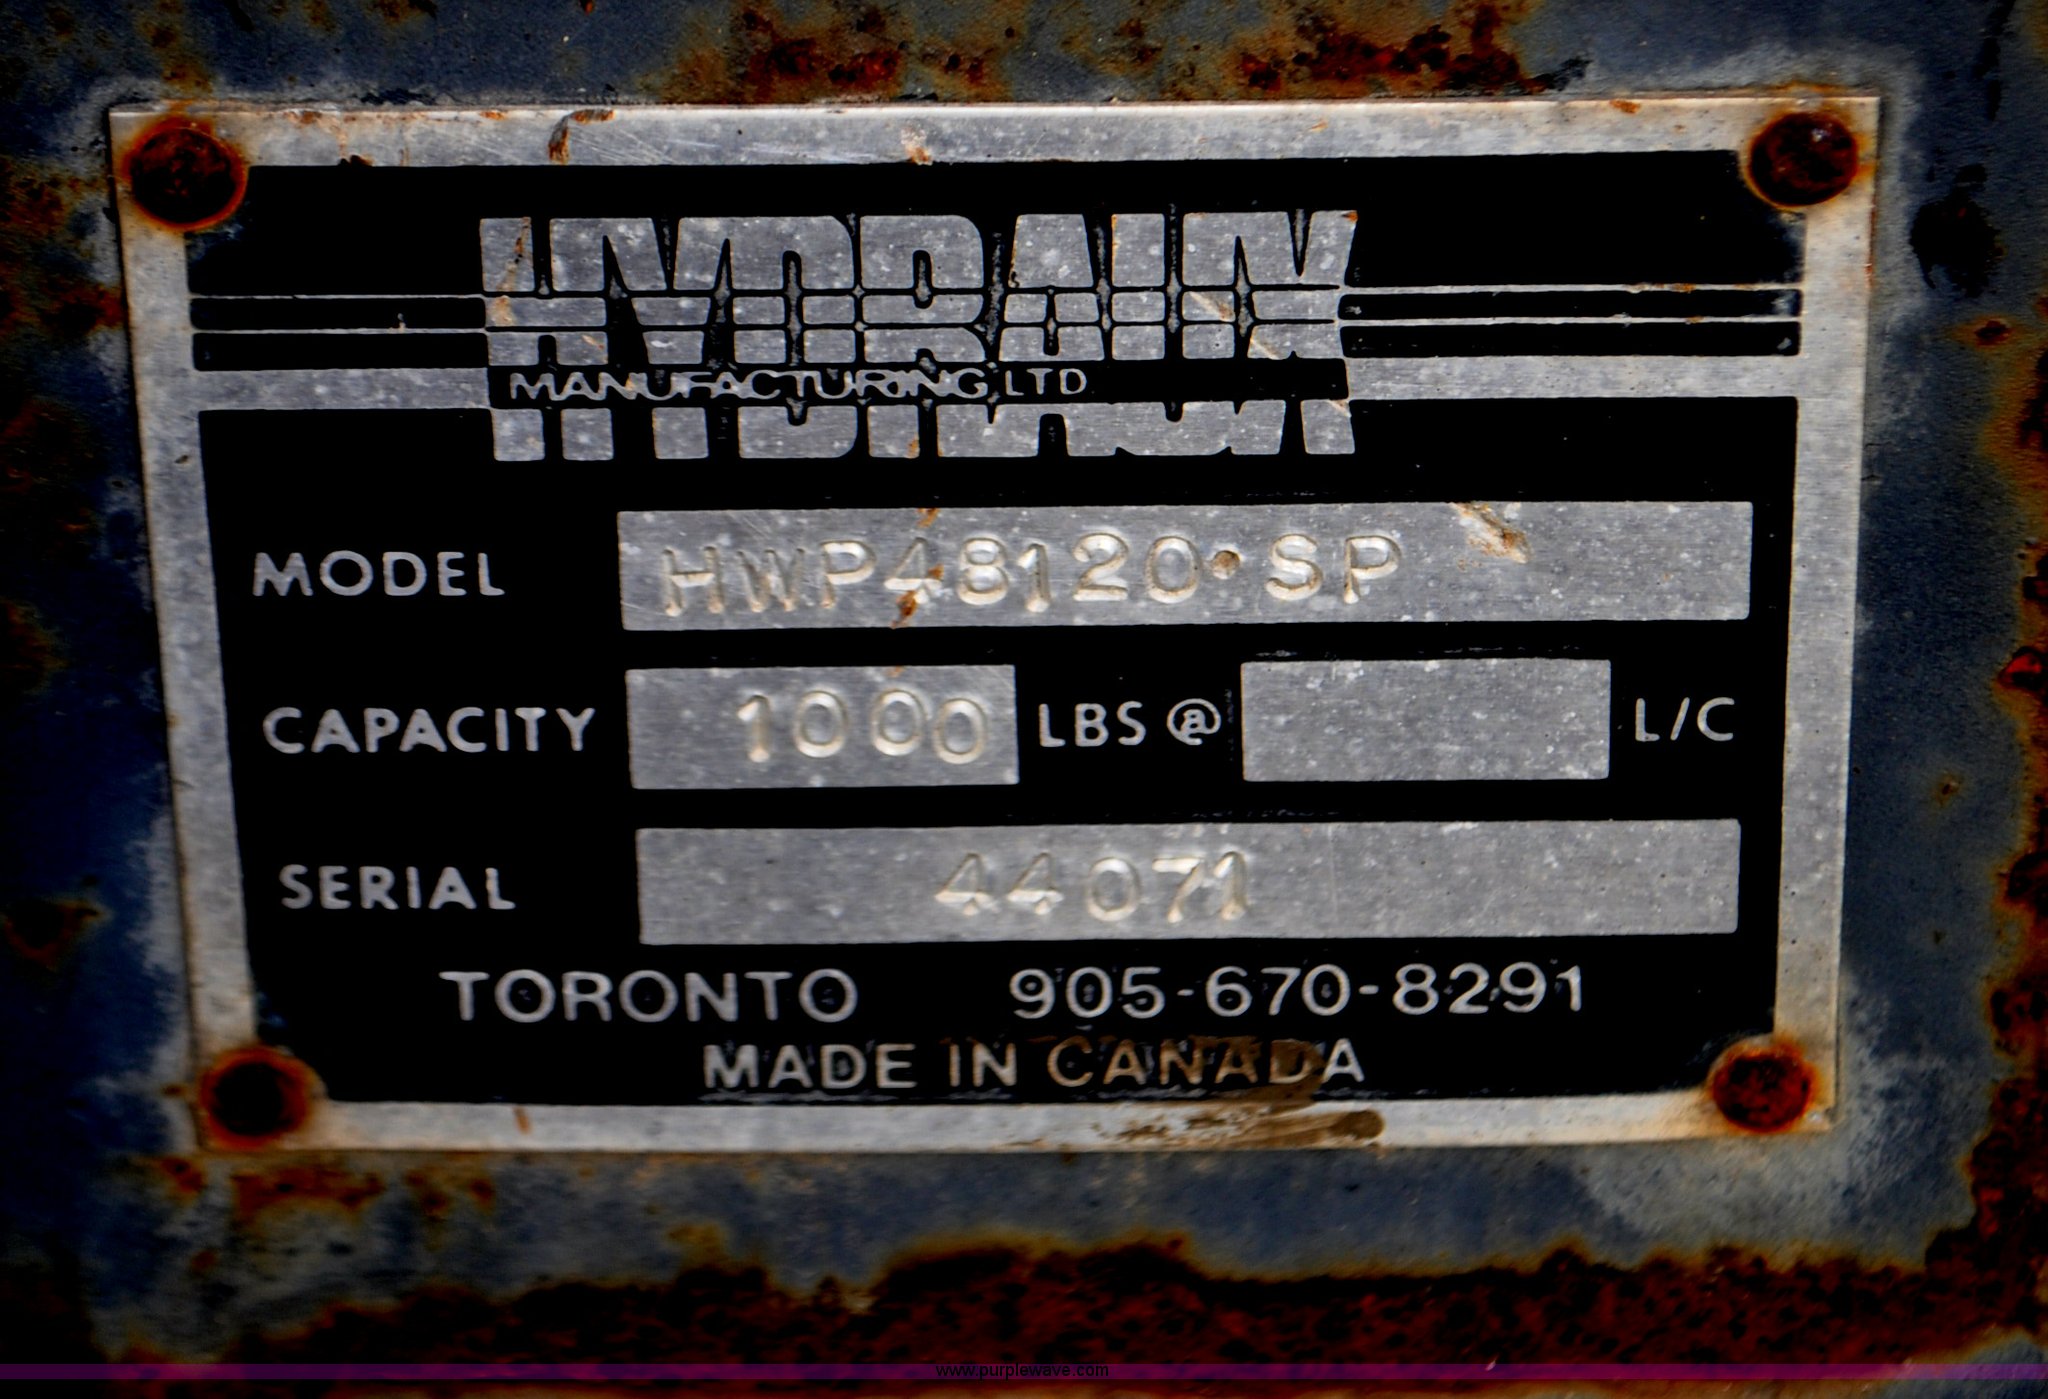 HYDRAUX
MANUFACTURING LTD
MODEL HWP48120•SP
CAPACITY 1000 LBS @ L/C
SERIAL 44071
TORONTO 905-670-8291
MADE IN CANADA
www.purplewave.com